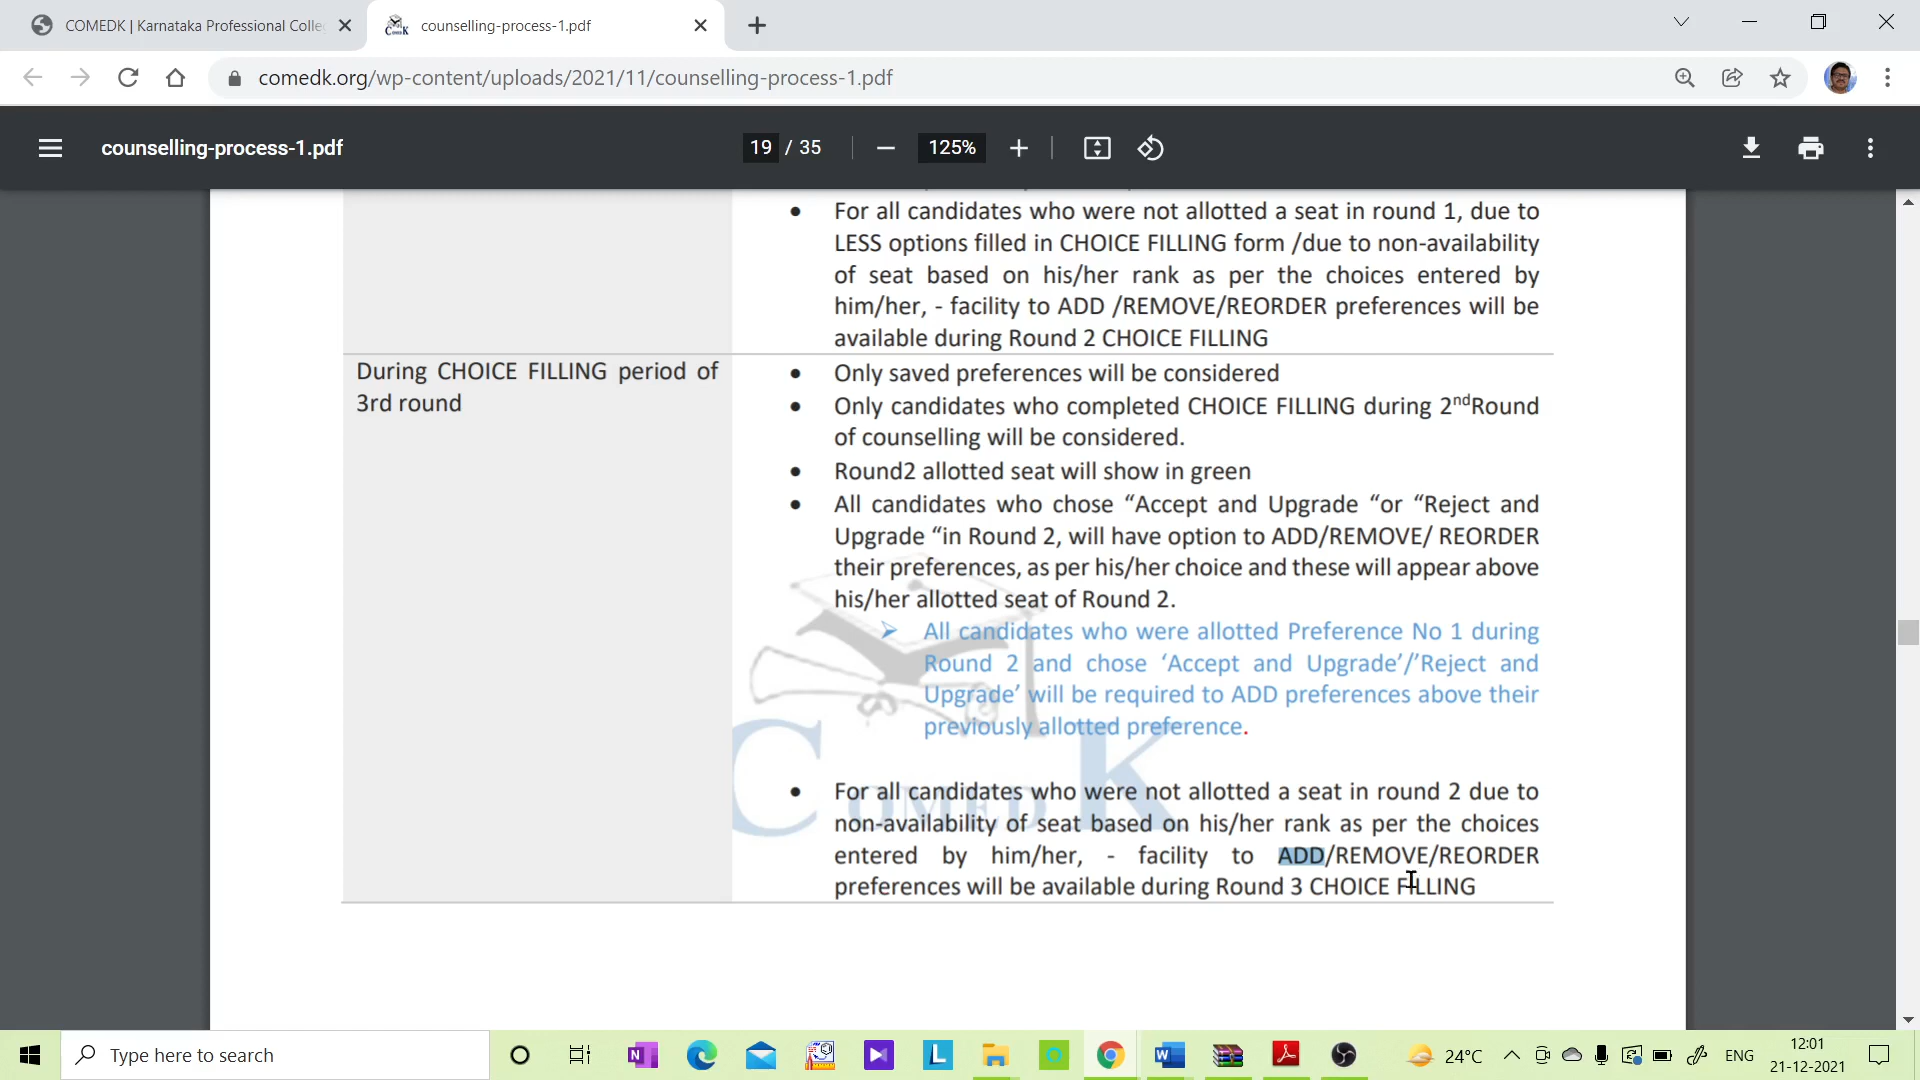 COMEDK | Karnataka Professional Colle
counselling-process-1.pdf
comedk.org/wp-content/uploads/2021/11/counselling-process-1.pdf
counselling-process-1.pdf
19 / 35
125%
• For all candidates who were not allotted a seat in round 1, due to
LESS options filled in CHOICE FILLING form /due to non-availability
of seat based on his/her rank as per the choices entered by
him/her, - facility to ADD /REMOVE/REORDER preferences will be
available during Round 2 CHOICE FILLING
During CHOICE FILLING period of
3rd round
• Only saved preferences will be considered
• Only candidates who completed CHOICE FILLING during 2ndRound
of counselling will be considered.
• Round2 allotted seat will show in green
• All candidates who chose “Accept and Upgrade “or “Reject and
Upgrade “in Round 2, will have option to ADD/REMOVE/ REORDER
their preferences, as per his/her choice and these will appear above
his/her allotted seat of Round 2.
➢ All candidates who were allotted Preference No 1 during
Round 2 and chose ‘Accept and Upgrade’/’Reject and
Upgrade’ will be required to ADD preferences above their
previously allotted preference.
COMEDK
• For all candidates who were not allotted a seat in round 2 due to
non-availability of seat based on his/her rank as per the choices
entered by him/her, - facility to ADD/REMOVE/REORDER
preferences will be available during Round 3 CHOICE FILLING
Type here to search
24°C
ENG
12:01
21-12-2021